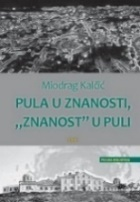 Miodrag Kalčić
PULA U ZNANOSTI,
„ZNANOST” U PULI